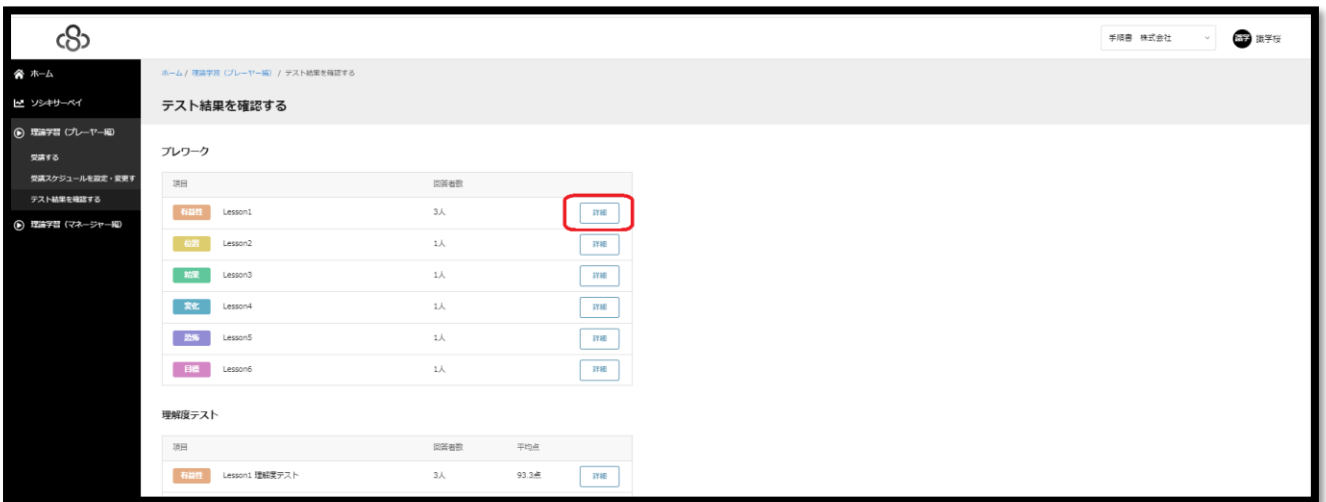 手順書 株式会社
識学 識学桜
ホーム
ソシキサーベイ
理論学習（プレーヤー編）
受講する
受講スケジュールを設定・変更す
テスト結果を確認する
理論学習（マネージャー編）
ホーム / 理論学習（プレーヤー編） / テスト結果を確認する
テスト結果を確認する
プレワーク
項目 回答者数
有益性 Lesson1 3人 詳細
位置 Lesson2 1人 詳細
結果 Lesson3 1人 詳細
変化 Lesson4 1人 詳細
恐怖 Lesson5 1人 詳細
目標 Lesson6 1人 詳細
理解度テスト
項目 回答者数 平均点
有益性 Lesson1 理解度テスト 3人 93.3点 詳細